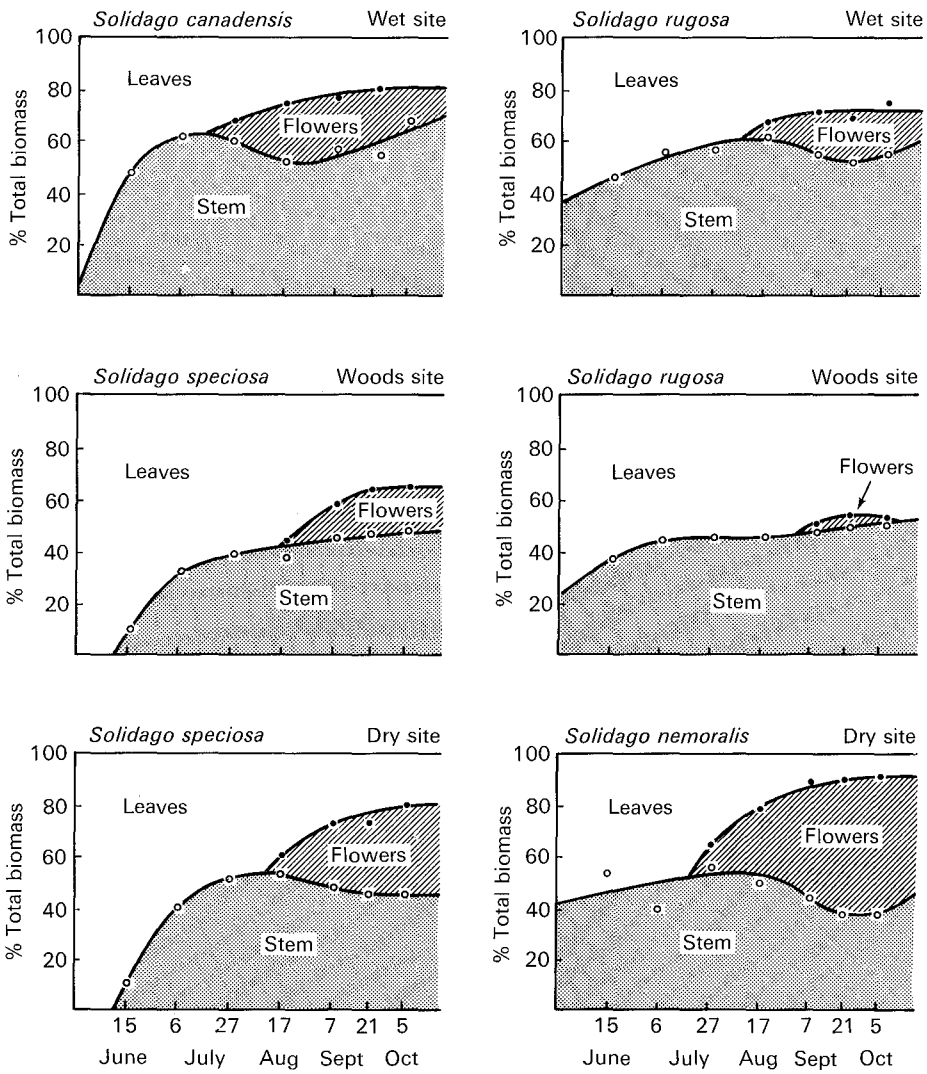 Solidago canadensis Wet site
100
80
60
40
20
% Total biomass
Leaves
Flowers
Stem
Solidago rugosa Wet site
100
80
60
40
20
% Total biomass
Leaves
Flowers
Stem
Solidago speciosa Woods site
100
80
60
40
20
% Total biomass
Leaves
Flowers
Stem
Solidago rugosa Woods site
100
80
60
40
20
% Total biomass
Leaves
Flowers
Stem
Solidago speciosa Dry site
100
80
60
40
20
% Total biomass
Leaves
Flowers
Stem
15 6 27 17 7 21 5
June July Aug Sept Oct
Solidago nemoralis Dry site
100
80
60
40
20
% Total biomass
Leaves
Flowers
Stem
15 6 27 17 7 21 5
June July Aug Sept Oct